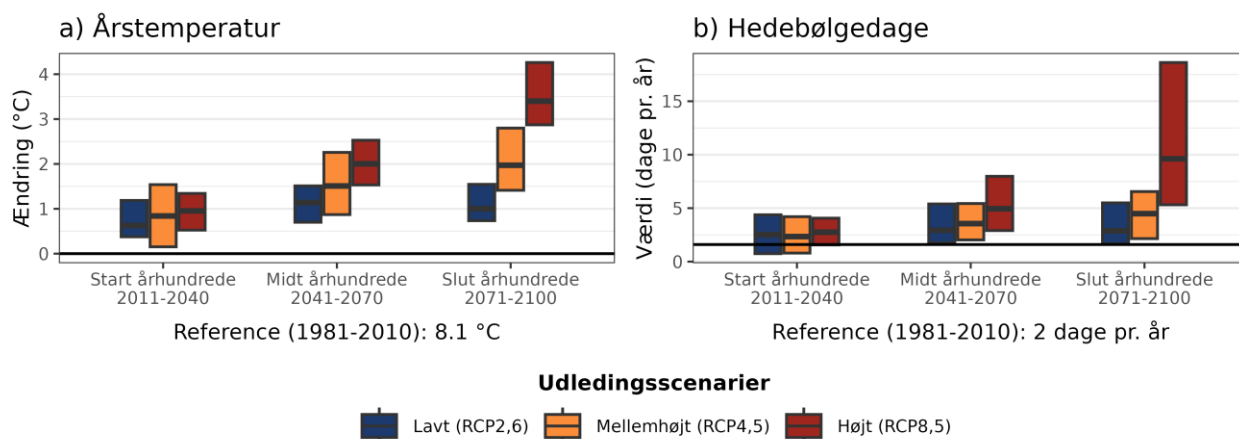 a) Årstemperatur
Ændring (°C)
4
3
2
1
0
Start århundrede
2011-2040
Midt århundrede
2041-2070
Slut århundrede
2071-2100
Reference (1981-2010): 8.1 °C
b) Hedebølgedage
Værdi (dage pr. år)
15
10
5
0
Start århundrede
2011-2040
Midt århundrede
2041-2070
Slut århundrede
2071-2100
Reference (1981-2010): 2 dage pr. år
Udledingsscenarier
Lavt (RCP2,6)
Mellemhøjt (RCP4,5)
Højt (RCP8,5)